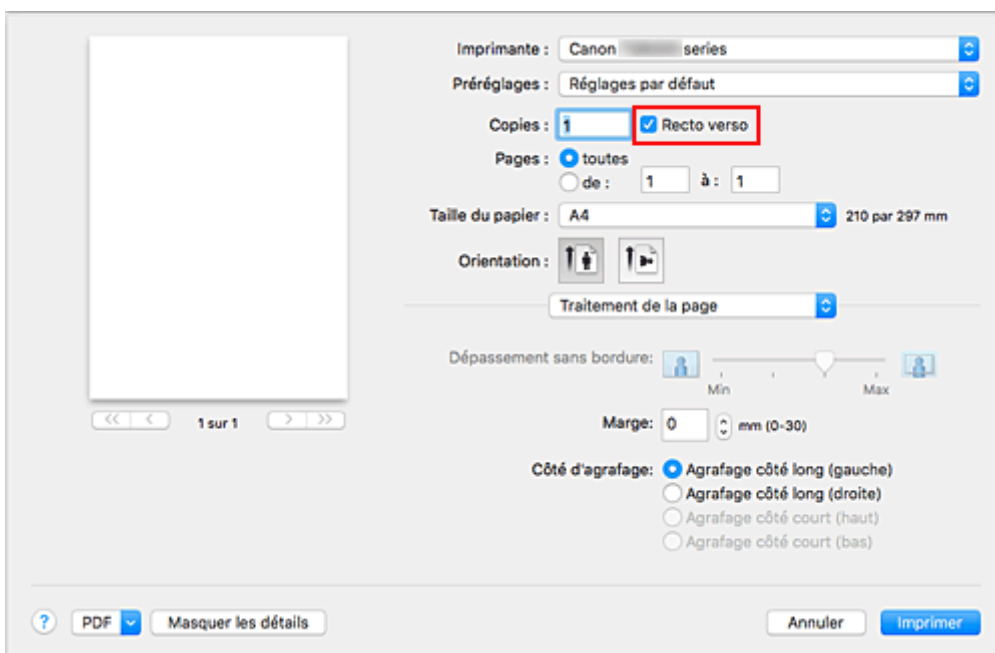 Imprimante : Canon series
Préréglages : Réglages par défaut
Copies : 1 Recto verso
Pages : toutes
de : 1 à : 1
Taille du papier : A4 210 par 297 mm
Orientation :
Traitement de la page
Dépassement sans bordure:
Min Max
Marge: 0 mm (0-30)
Côté d'agrafage: Agrafage côté long (gauche)
Agrafage côté long (droite)
Agrafage côté court (haut)
Agrafage côté court (bas)
<< < 1 sur 1 > >>
? PDF Masquer les détails Annuler Imprimer